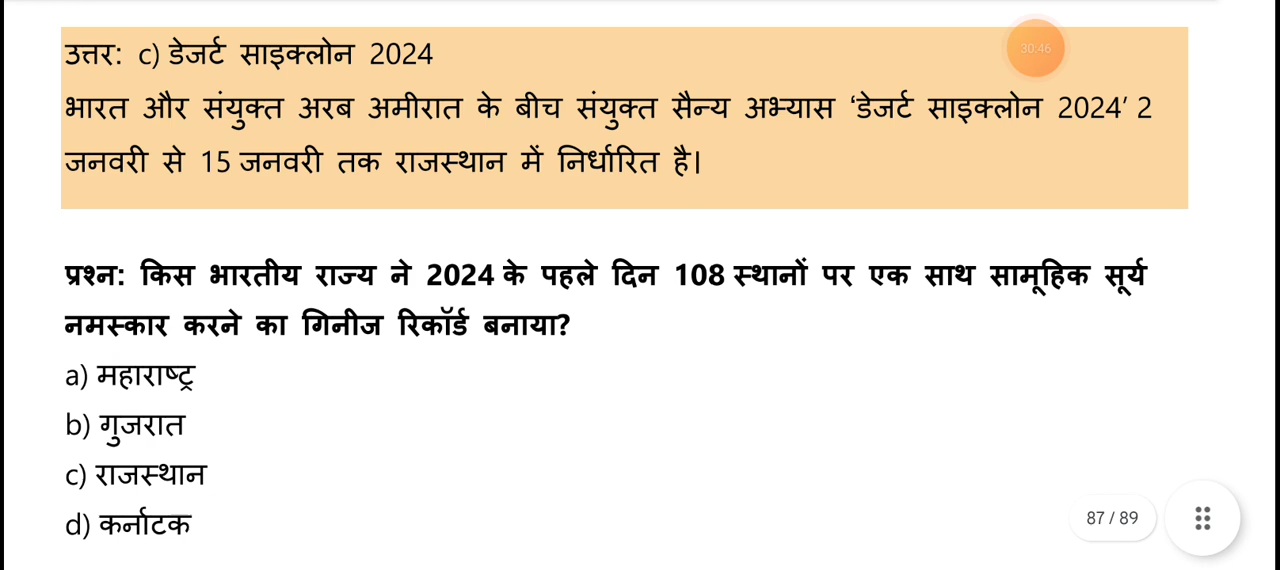 उत्तर: c) डेजर्ट साइक्लोन 2024
30:46
भारत और संयुक्त अरब अमीरात के बीच संयुक्त सैन्य अभ्यास ‘डेजर्ट साइक्लोन 2024’ 2
जनवरी से 15 जनवरी तक राजस्थान में निर्धारित है।
प्रश्न: किस भारतीय राज्य ने 2024 के पहले दिन 108 स्थानों पर एक साथ सामूहिक सूर्य
नमस्कार करने का गिनीज रिकॉर्ड बनाया?
a) महाराष्ट्र
b) गुजरात
c) राजस्थान
d) कर्नाटक
87 / 89